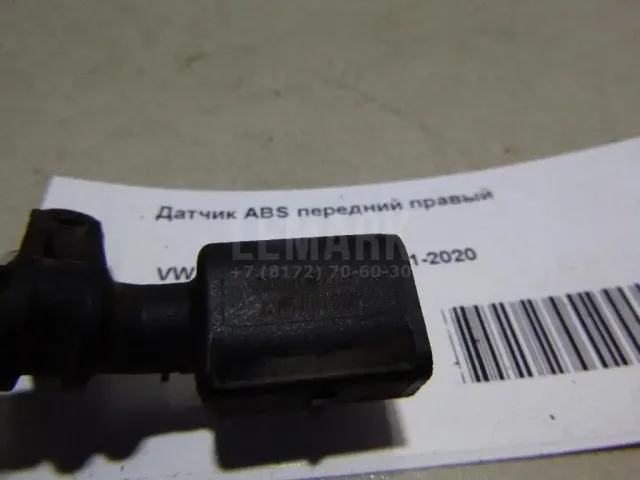 Датчик ABS передний правый
LEMARK
VW 1-2020
+7 (8172) 70-60-30